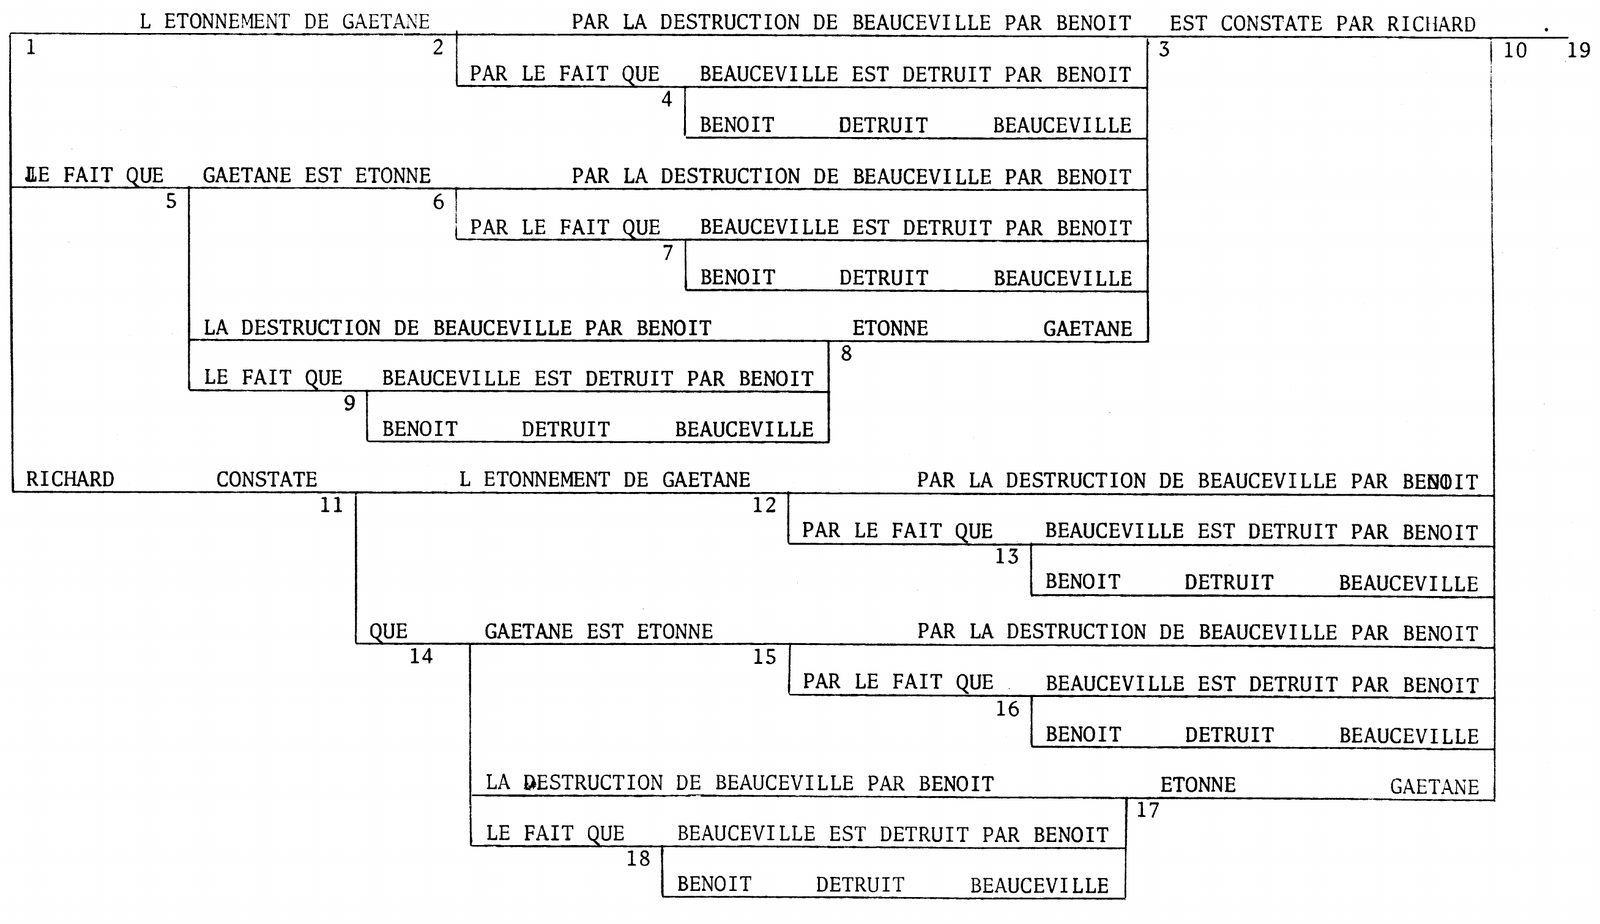 L ETONNEMENT DE GAETANE PAR LA DESTRUCTION DE BEAUCEVILLE PAR BENOIT EST CONSTATE PAR RICHARD .
1 2 3 10 19
PAR LE FAIT QUE BEAUCEVILLE EST DETRUIT PAR BENOIT
4
BENOIT DETRUIT BEAUCEVILLE
LE FAIT QUE GAETANE EST ETONNE PAR LA DESTRUCTION DE BEAUCEVILLE PAR BENOIT
5 6
PAR LE FAIT QUE BEAUCEVILLE EST DETRUIT PAR BENOIT
7
BENOIT DETRUIT BEAUCEVILLE
LA DESTRUCTION DE BEAUCEVILLE PAR BENOIT ETONNE GAETANE
8
LE FAIT QUE BEAUCEVILLE EST DETRUIT PAR BENOIT
9
BENOIT DETRUIT BEAUCEVILLE
RICHARD CONSTATE L ETONNEMENT DE GAETANE PAR LA DESTRUCTION DE BEAUCEVILLE PAR BENOIT
11 12
PAR LE FAIT QUE BEAUCEVILLE EST DETRUIT PAR BENOIT
13
BENOIT DETRUIT BEAUCEVILLE
QUE GAETANE EST ETONNE PAR LA DESTRUCTION DE BEAUCEVILLE PAR BENOIT
14 15
PAR LE FAIT QUE BEAUCEVILLE EST DETRUIT PAR BENOIT
16
BENOIT DETRUIT BEAUCEVILLE
LA DESTRUCTION DE BEAUCEVILLE PAR BENOIT ETONNE GAETANE
17
LE FAIT QUE BEAUCEVILLE EST DETRUIT PAR BENOIT
18
BENOIT DETRUIT BEAUCEVILLE